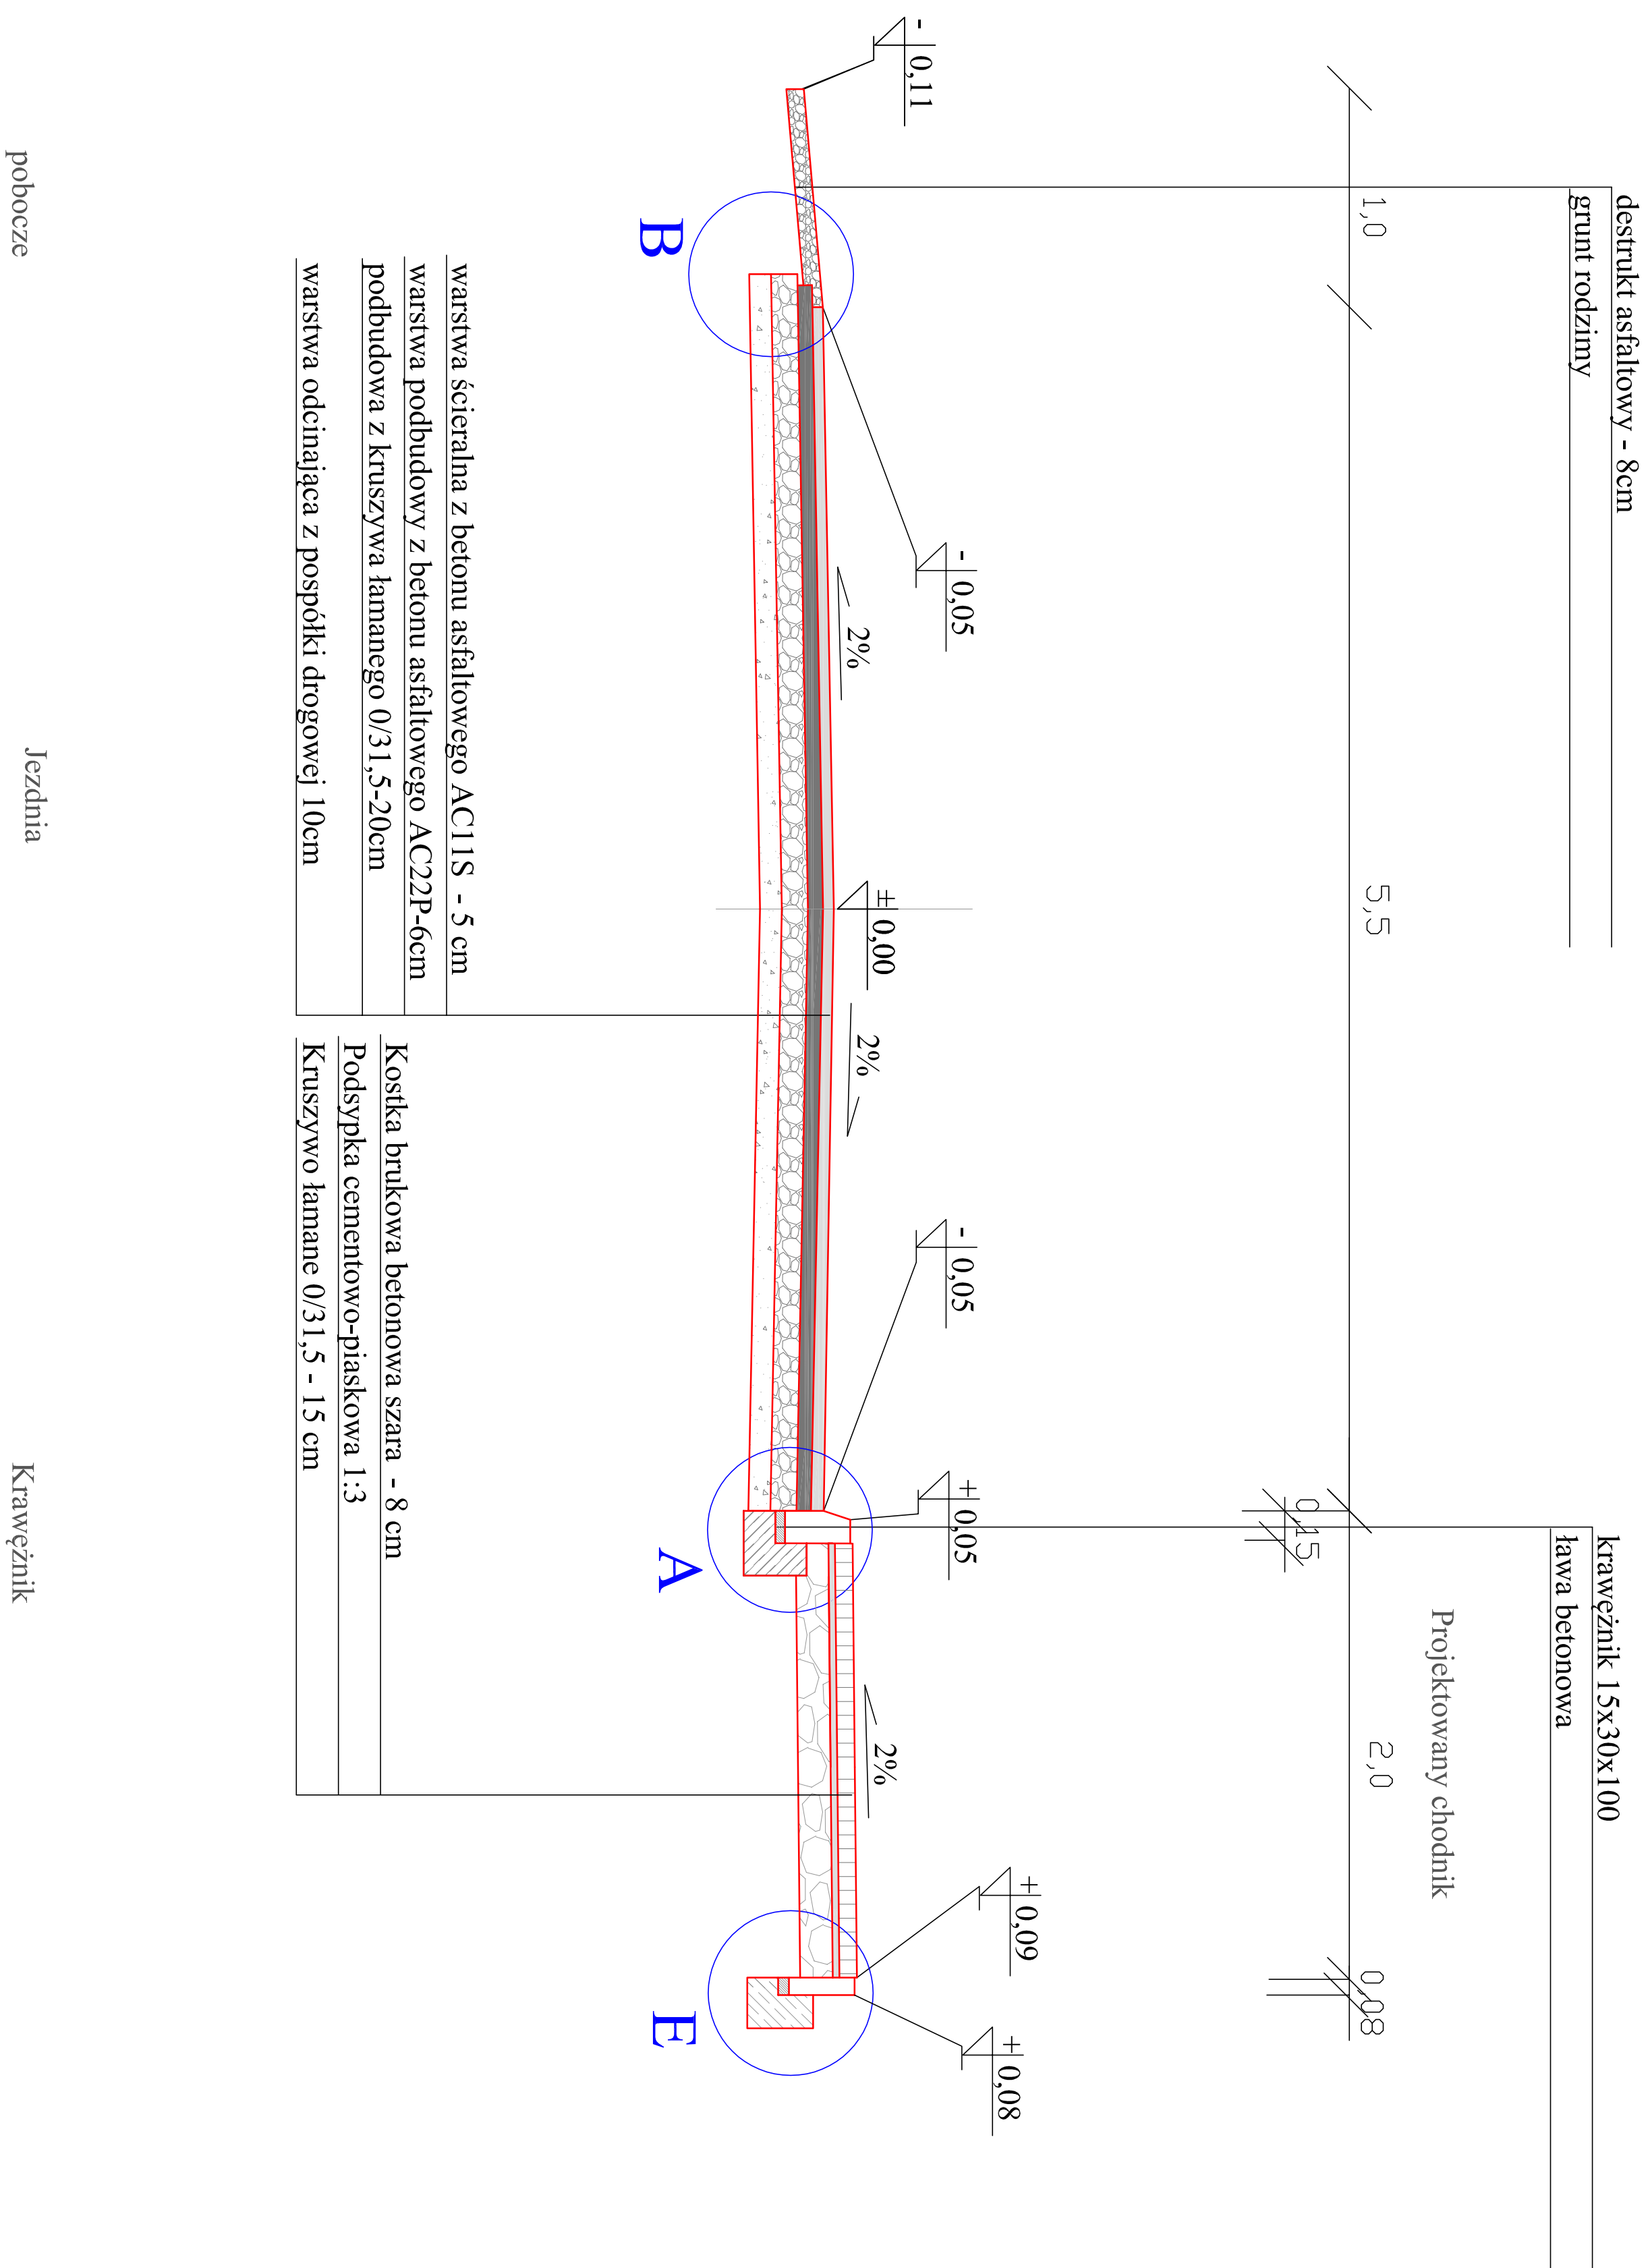 destrukt asfaltowy - 8cm
grunt rodzimy
krawężnik 15x30x100
ława betonowa
Projektowany chodnik
1,0
5,5
0,15
2,0
0,08
- 0,11
- 0,05
± 0,00
- 0,05
+ 0,05
+ 0,09
+ 0,08
2%
2%
2%
B
A
E
warstwa ścieralna z betonu asfaltowego AC11S - 5 cm
warstwa podbudowy z betonu asfaltowego AC22P-6cm
podbudowa z kruszywa łamanego 0/31,5-20cm
warstwa odcinająca z pospółki drogowej 10cm
Kostka brukowa betonowa szara - 8 cm
Podsypka cementowo-piaskowa 1:3
Kruszywo łamane 0/31,5 - 15 cm
pobocze
Jezdnia
Krawężnik